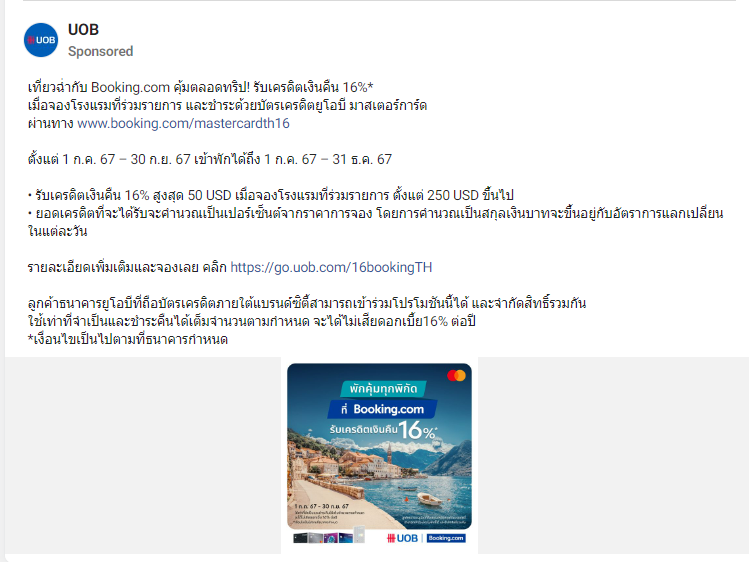 UOB
UOB
Sponsored
เที่ยวฉ่ำกับ Booking.com คุ้มตลอดทริป! รับเครดิตเงินคืน 16%*
เมื่อจองโรงแรมที่ร่วมรายการ และชำระด้วยบัตรเครดิตยูโอบี มาสเตอร์การ์ด
ผ่านทาง www.booking.com/mastercardth16
ตั้งแต่ 1 ก.ค. 67 – 30 ก.ย. 67 เข้าพักได้ถึง 1 ก.ค. 67 – 31 ธ.ค. 67
• รับเครดิตเงินคืน 16% สูงสุด 50 USD เมื่อจองโรงแรมที่ร่วมรายการ ตั้งแต่ 250 USD ขึ้นไป
• ยอดเครดิตที่จะได้รับจะคำนวณเป็นเปอร์เซ็นต์จากราคาการจอง โดยการคำนวณเป็นสกุลเงินบาทจะขึ้นอยู่กับอัตราการแลกเปลี่ยน
ในแต่ละวัน
รายละเอียดเพิ่มเติมและจองเลย คลิก https://go.uob.com/16bookingTH
ลูกค้าธนาคารยูโอบีที่ถือบัตรเครดิตภายใต้แบรนด์ซิตี้สามารถเข้าร่วมโปรโมชันนี้ได้ และจำกัดสิทธิ์รวมกัน
ใช้เท่าที่จำเป็นและชำระคืนได้เต็มจำนวนตามกำหนด จะได้ไม่เสียดอกเบี้ย16% ต่อปี
*เงื่อนไขเป็นไปตามที่ธนาคารกำหนด
พักคุ้มทุกพิกัด
ที่ Booking.com
รับเครดิตเงินคืน 16%*
1 ก.ค. 67 - 30 ก.ย. 67
UOB | Booking.com